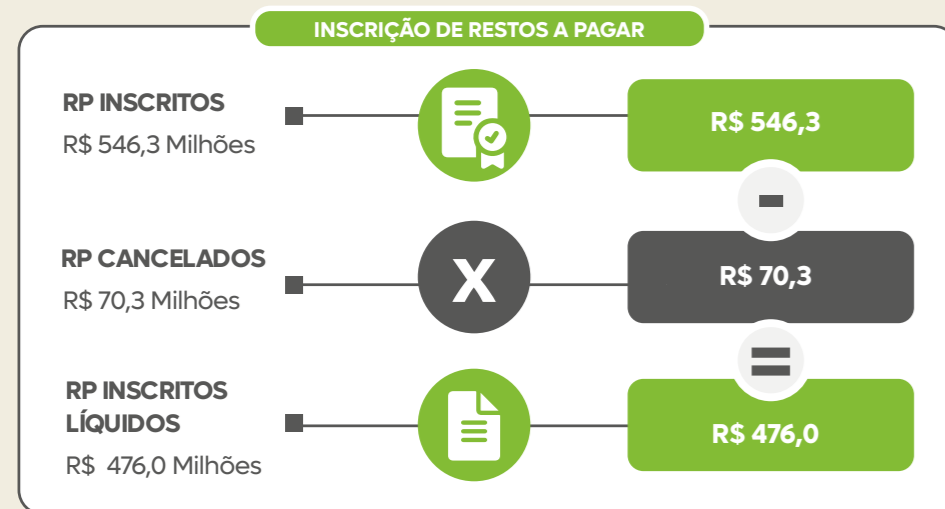 INSCRIÇÃO DE RESTOS A PAGAR
RP INSCRITOS
R$ 546,3 Milhões
R$ 546,3
-
RP CANCELADOS
R$ 70,3 Milhões
X
R$ 70,3
=
RP INSCRITOS
LÍQUIDOS
R$ 476,0 Milhões
R$ 476,0